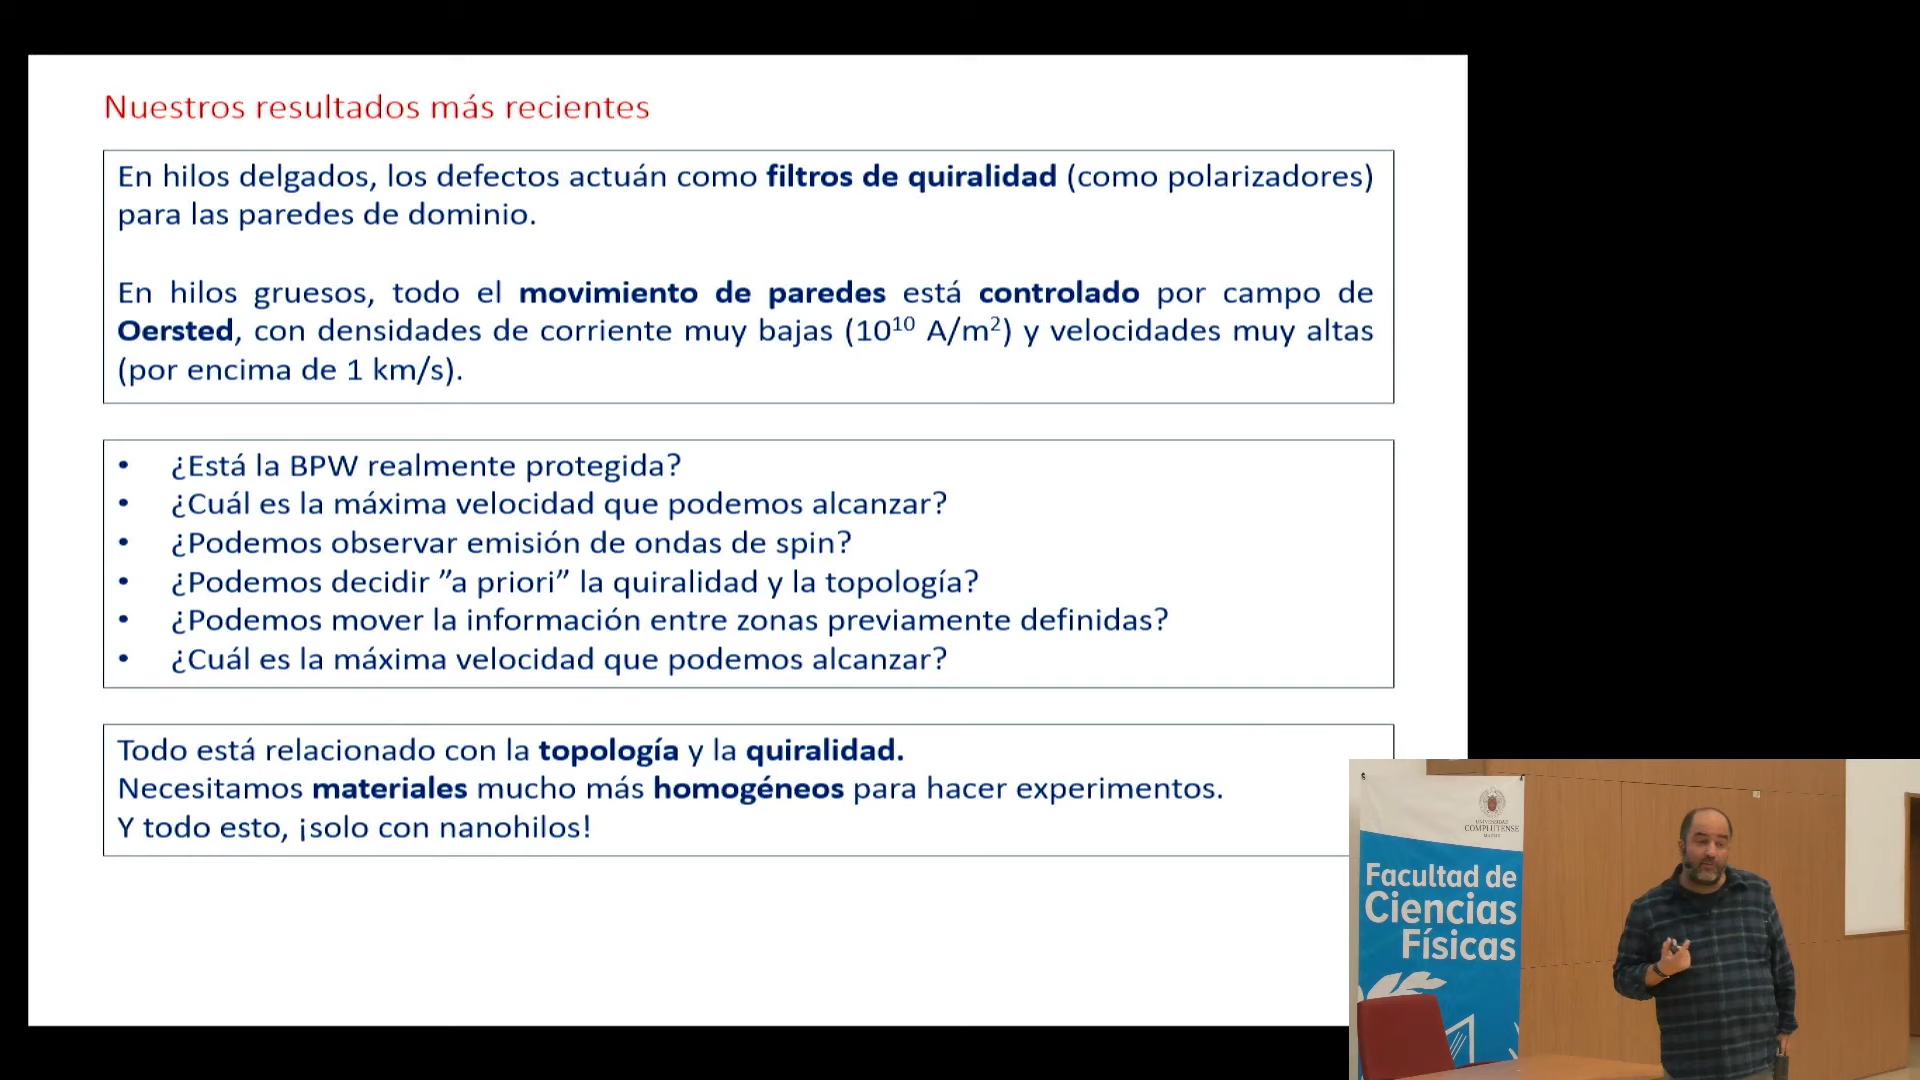 Nuestros resultados más recientes
En hilos delgados, los defectos actuán como filtros de quiralidad (como polarizadores)
para las paredes de dominio.
En hilos gruesos, todo el movimiento de paredes está controlado por campo de
Oersted, con densidades de corriente muy bajas (10¹⁰ A/m²) y velocidades muy altas
(por encima de 1 km/s).
• ¿Está la BPW realmente protegida?
• ¿Cuál es la máxima velocidad que podemos alcanzar?
• ¿Podemos observar emisión de ondas de spin?
• ¿Podemos decidir ”a priori” la quiralidad y la topología?
• ¿Podemos mover la información entre zonas previamente definidas?
• ¿Cuál es la máxima velocidad que podemos alcanzar?
Todo está relacionado con la topología y la quiralidad.
Necesitamos materiales mucho más homogéneos para hacer experimentos.
Y todo esto, ¡solo con nanohilos!
UNIVERSIDAD
COMPLUTENSE
MADRID
Facultad de
Ciencias
Físicas